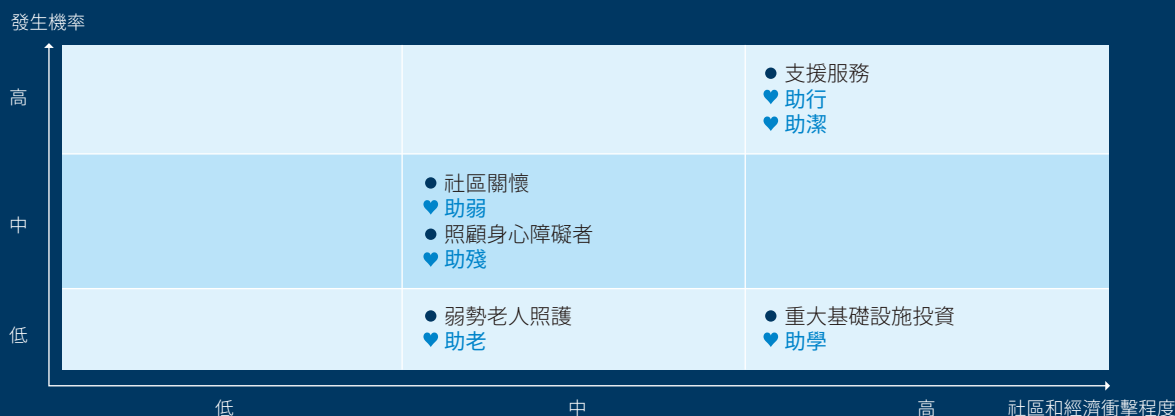 發生機率
高
● 支援服務
♥ 助行
♥ 助潔
中
● 社區關懷
♥ 助弱
● 照顧身心障礙者
♥ 助殘
低
● 弱勢老人照護
♥ 助老
● 重大基礎設施投資
♥ 助學
低
中
高
社區和經濟衝擊程度